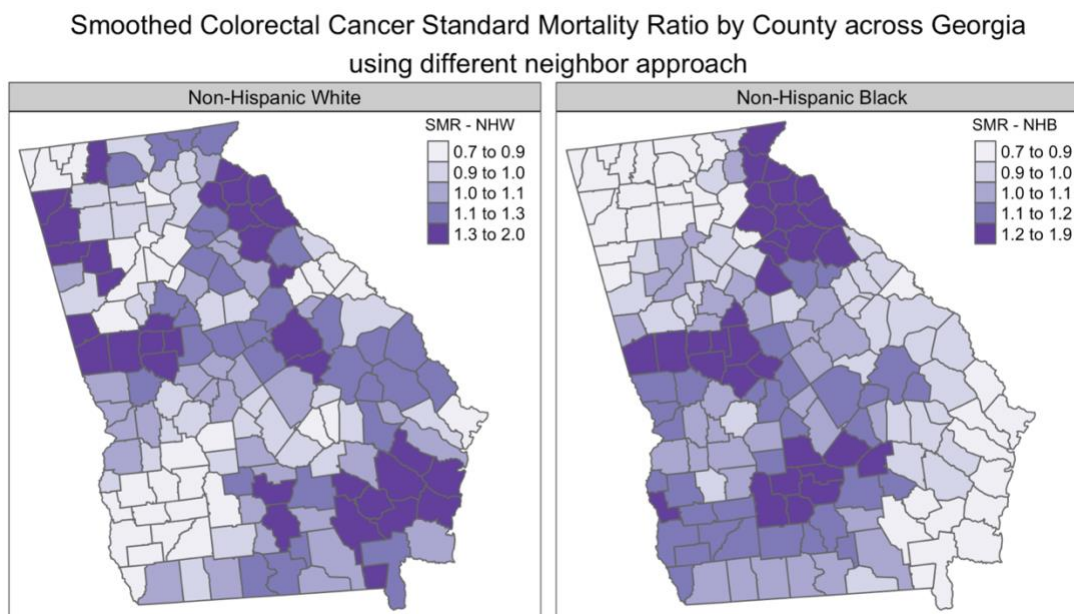 Smoothed Colorectal Cancer Standard Mortality Ratio by County across Georgia
using different neighbor approach
Non-Hispanic White
SMR - NHW
0.7 to 0.9
0.9 to 1.0
1.0 to 1.1
1.1 to 1.3
1.3 to 2.0
Non-Hispanic Black
SMR - NHB
0.7 to 0.9
0.9 to 1.0
1.0 to 1.1
1.1 to 1.2
1.2 to 1.9